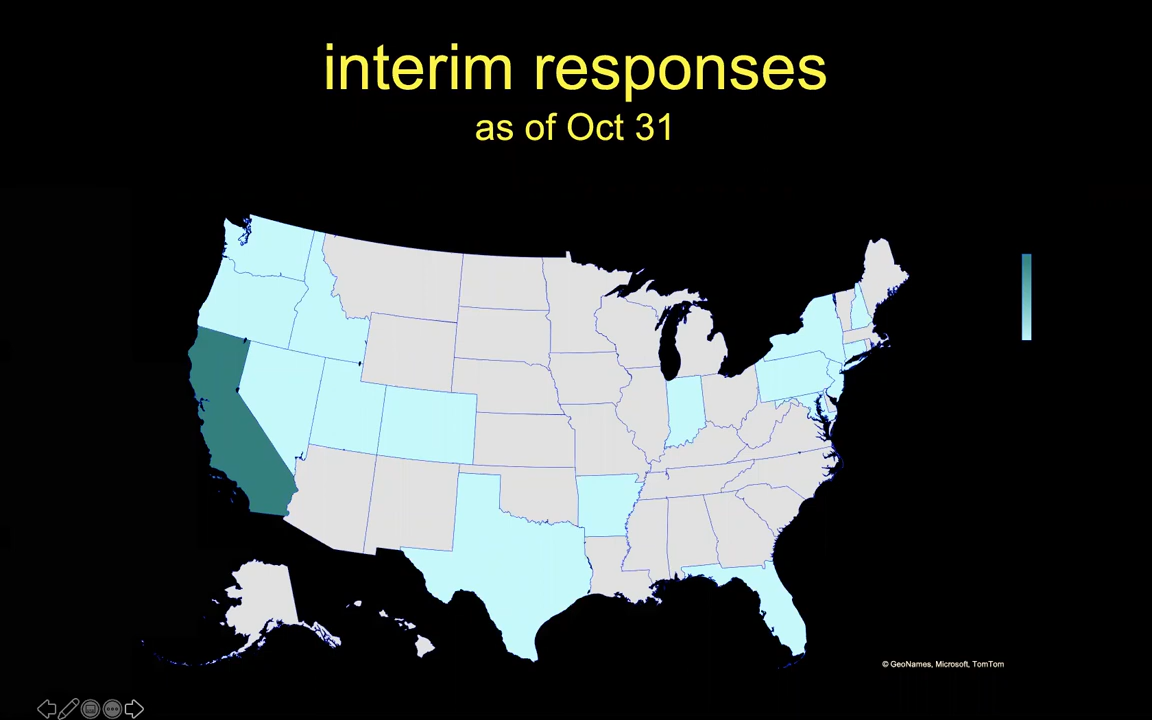 interim responses
as of Oct 31
© GeoNames, Microsoft, TomTom